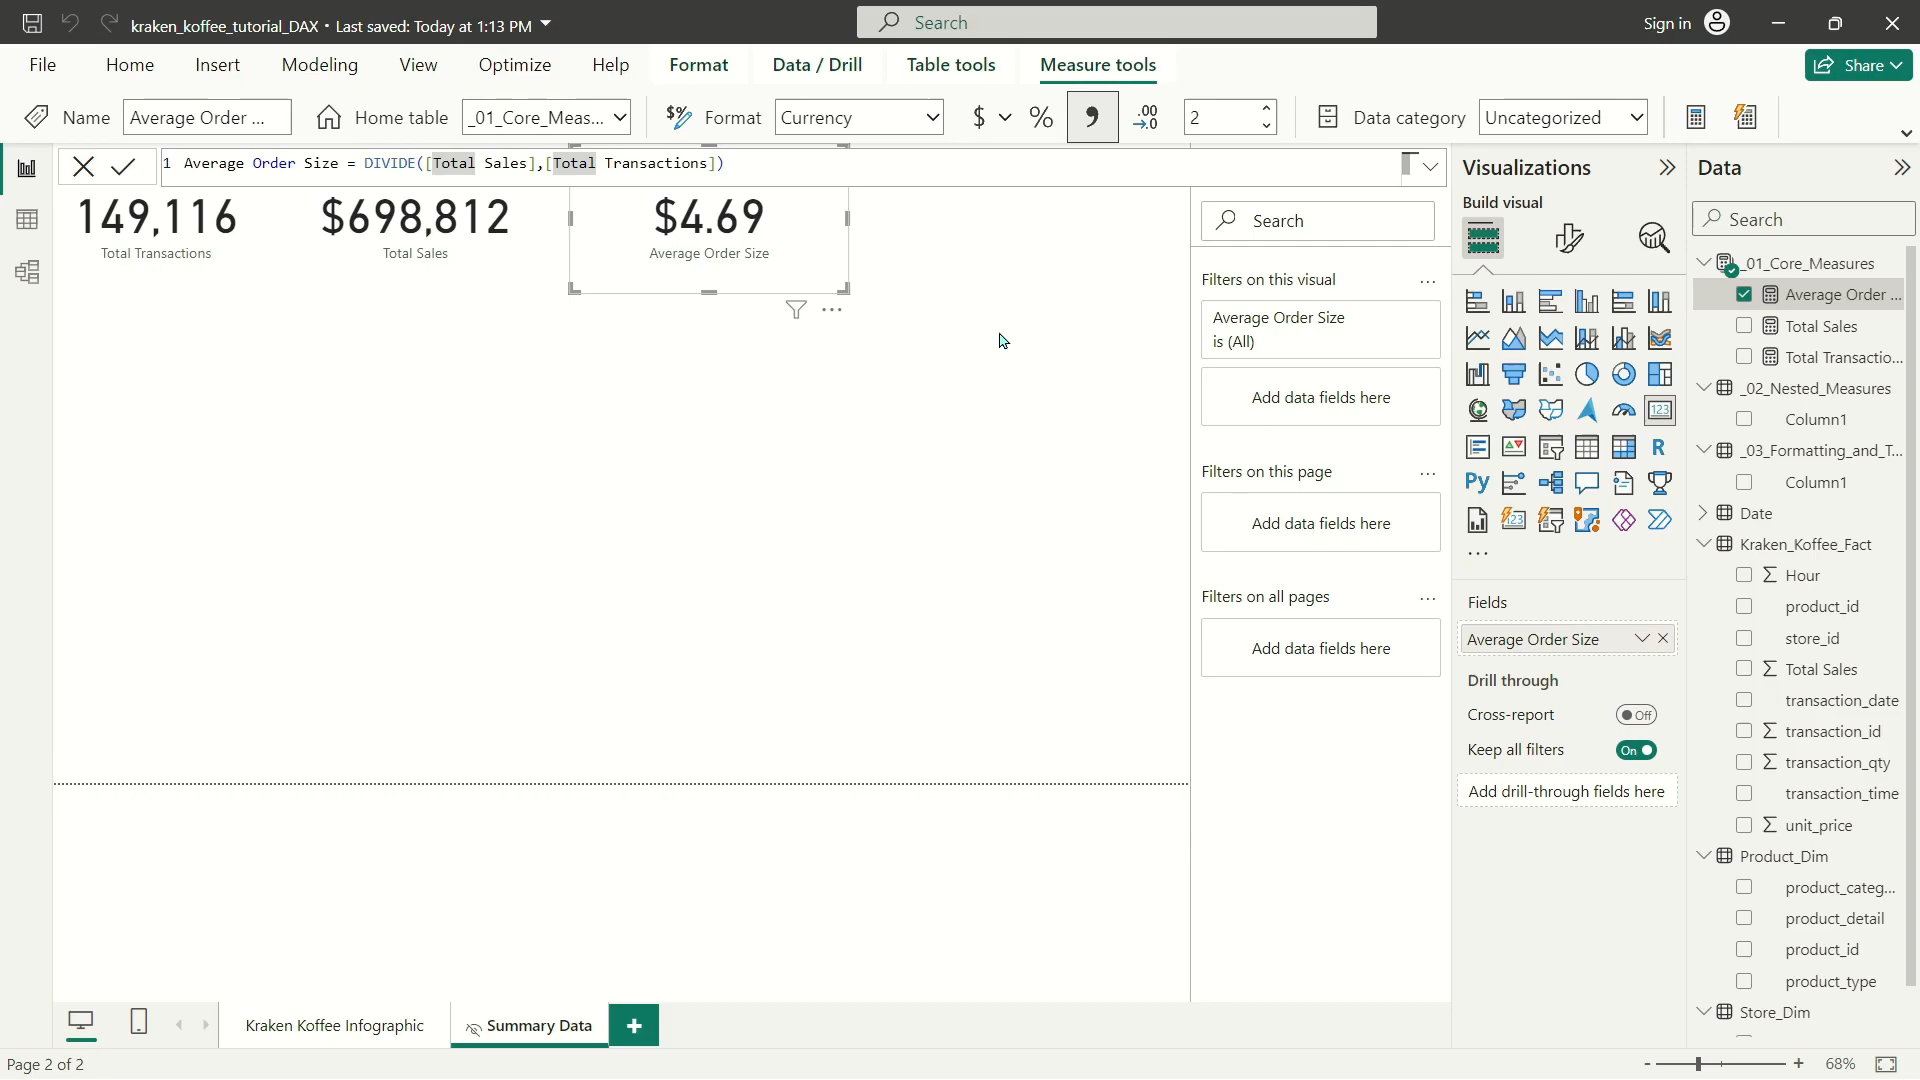 kraken_koffee_tutorial_DAX • Last saved: Today at 1:13 PM
Search
Sign in
File Home Insert Modeling View Optimize Help Format Data / Drill Table tools Measure tools
Share
Name Average Order ... Home table _01_Core_Meas... Format Currency $ % 2 Data category Uncategorized
1 Average Order Size = DIVIDE([Total Sales],[Total Transactions])
149,116
Total Transactions
$698,812
Total Sales
$4.69
Average Order Size
Search
Filters on this visual
Average Order Size
is (All)
Add data fields here
Filters on this page
Add data fields here
Filters on all pages
Add data fields here
Visualizations
Build visual
123
R
Py
123
Fields
Average Order Size
Drill through
Cross-report
Off
Keep all filters
On
Add drill-through fields here
Data
Search
_01_Core_Measures
Average Order ...
Total Sales
Total Transactio...
_02_Nested_Measures
Column1
_03_Formatting_and_T...
Column1
Date
Kraken_Koffee_Fact
Hour
product_id
store_id
Total Sales
transaction_date
transaction_id
transaction_qty
transaction_time
unit_price
Product_Dim
product_categ...
product_detail
product_id
product_type
Store_Dim
Kraken Koffee Infographic
Summary Data
Page 2 of 2
68%